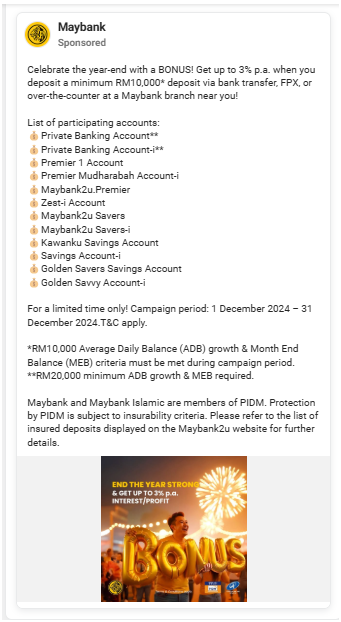 Maybank
Sponsored
Celebrate the year-end with a BONUS! Get up to 3% p.a. when you
deposit a minimum RM10,000* deposit via bank transfer, FPX, or
over-the-counter at a Maybank branch near you!
List of participating accounts:
💰Private Banking Account**
💰Private Banking Account-i**
💰Premier 1 Account
💰Premier Mudharabah Account-i
💰Maybank2u.Premier
💰Zest-i Account
💰Maybank2u Savers
💰Maybank2u Savers-i
💰Kawanku Savings Account
💰Savings Account-i
💰Golden Savers Savings Account
💰Golden Savvy Account-i
For a limited time only! Campaign period: 1 December 2024 – 31
December 2024.T&C apply.
*RM10,000 Average Daily Balance (ADB) growth & Month End
Balance (MEB) criteria must be met during campaign period.
**RM20,000 minimum ADB growth & MEB required.
Maybank and Maybank Islamic are members of PIDM. Protection
by PIDM is subject to insurability criteria. Please refer to the list of
insured deposits displayed on the Maybank2u website for further
details.
END THE YEAR STRONG
& GET UP TO 3% p.a.
INTEREST/PROFIT
BONUS